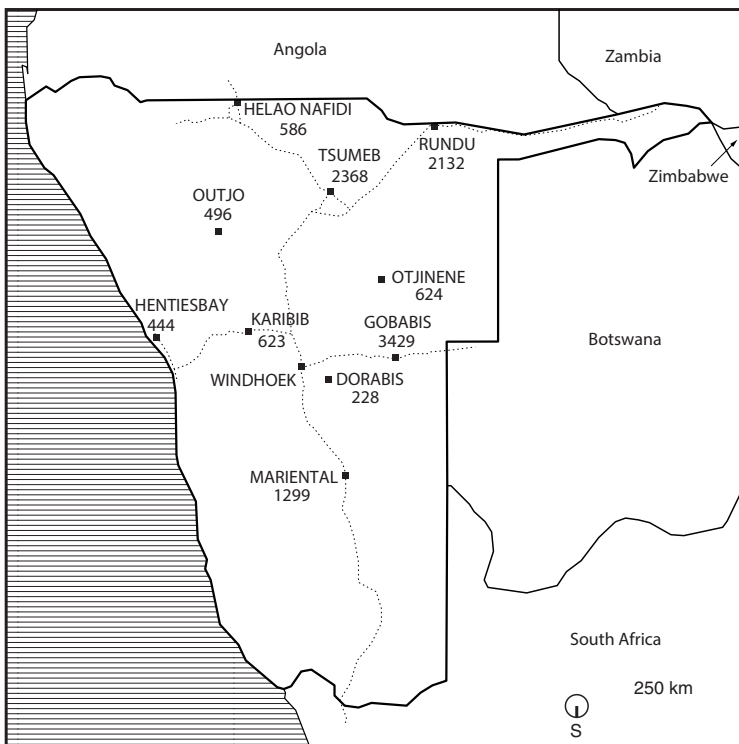 Angola
Zambia
HELAO NAFIDI
586
RUNDU
2132
TSUMEB
2368
Zimbabwe
OUTJO
496
OTJINENE
624
HENTIESBAY
444
KARIBIB
623
GOBABIS
3429
Botswana
WINDHOEK
DORABIS
228
MARIENTAL
1299
South Africa
250 km
S